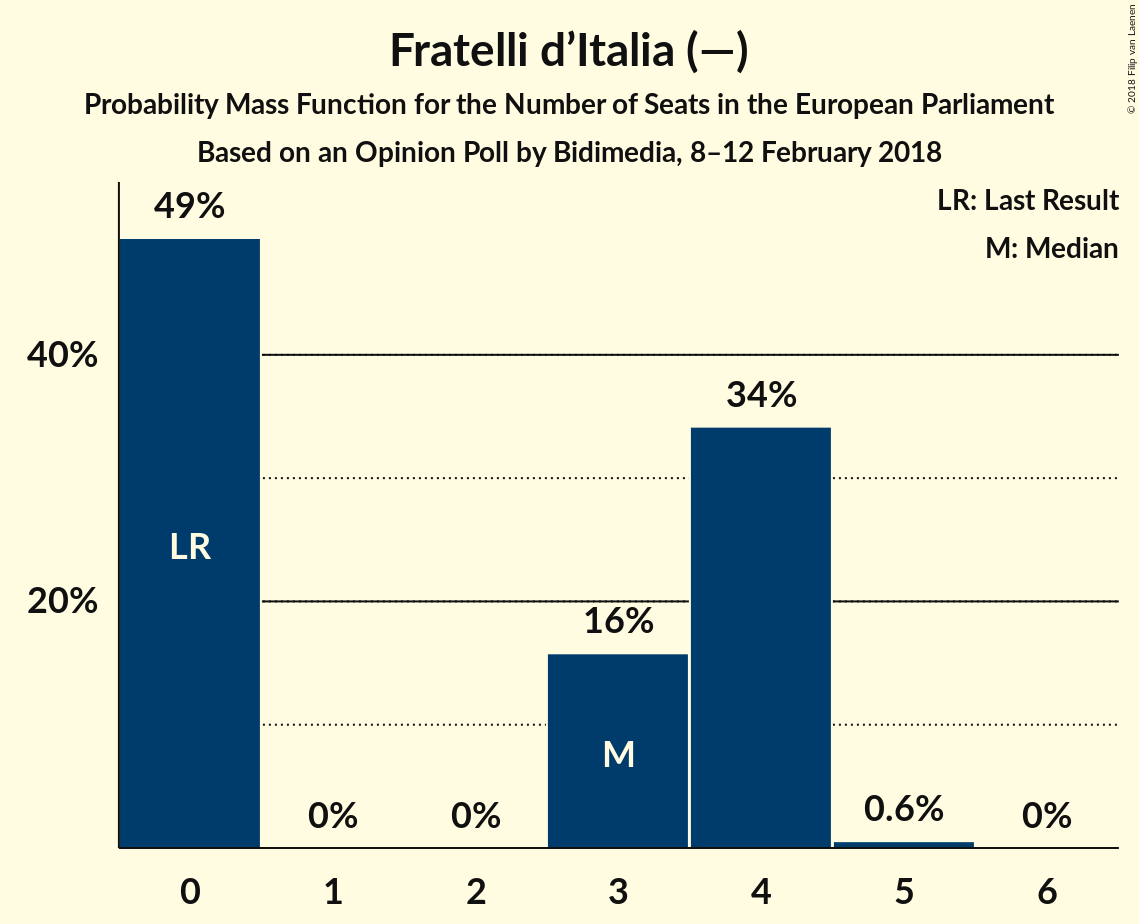 Fratelli d’Italia (—)
Probability Mass Function for the Number of Seats in the European Parliament
Based on an Opinion Poll by Bidimedia, 8–12 February 2018
© 2018 Filip van Laenen
LR: Last Result
M: Median
49%
40%
34%
LR
20%
16%
M
0%
0%
0.6%
0%
0 1 2 3 4 5 6